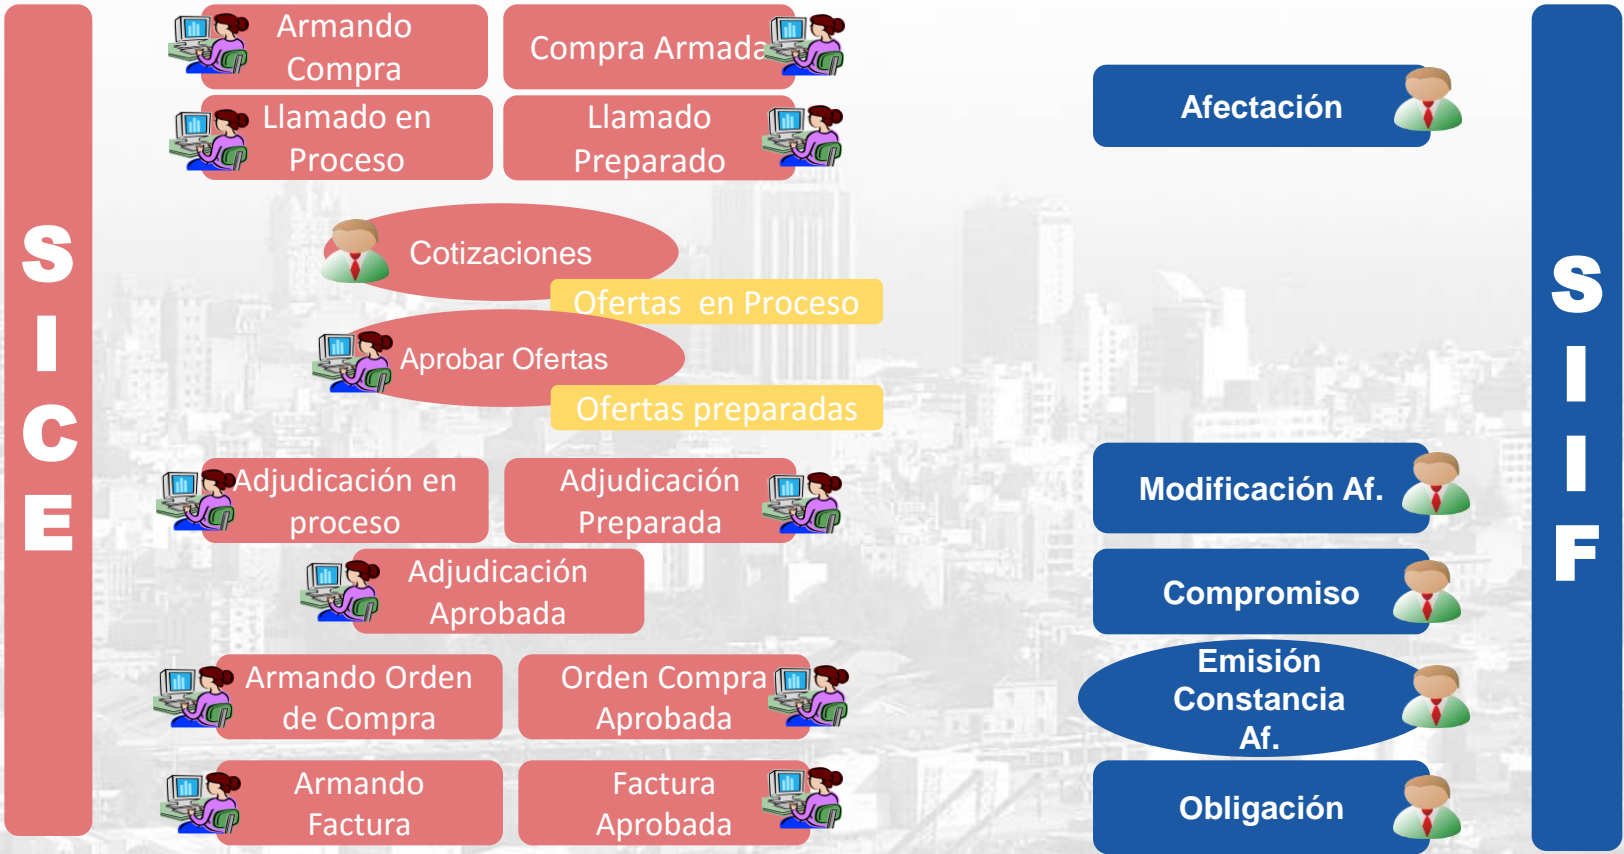 S
I
C
E
Armando
Compra
Compra Armada
Llamado en
Proceso
Llamado
Preparado
Cotizaciones
Ofertas en Proceso
Aprobar Ofertas
Ofertas preparadas
Adjudicación en
proceso
Adjudicación
Preparada
Adjudicación
Aprobada
Armando Orden
de Compra
Orden Compra
Aprobada
Armando
Factura
Factura
Aprobada
Afectación
Modificación Af.
Compromiso
Emisión
Constancia
Af.
Obligación
S
I
I
F